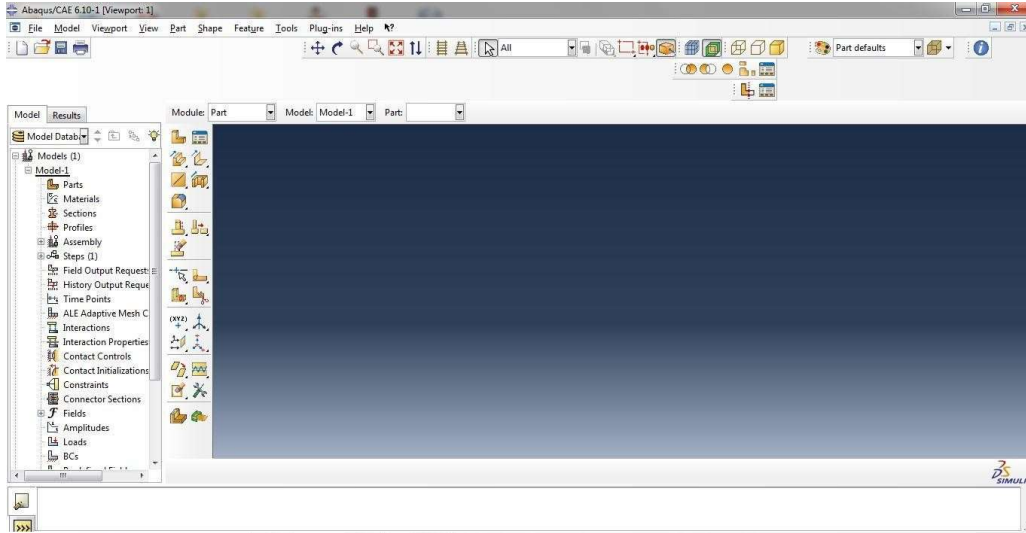 Abaqus/CAE 6.10-1 [Viewport: 1]
File Model Viewport View Part Shape Feature Tools Plug-ins Help
All Part defaults
Model Results Module: Part Model: Model-1 Part:
Model Datab
Models (1)
Model-1
Parts
Materials
Sections
Profiles
Assembly
Steps (1)
Field Output Request
History Output Reque
Time Points
ALE Adaptive Mesh C
Interactions
Interaction Properties
Contact Controls
Contact Initializations
Constraints
Connector Sections
Fields
Amplitudes
Loads
BCs
(XYZ)
SIMULI
>>>